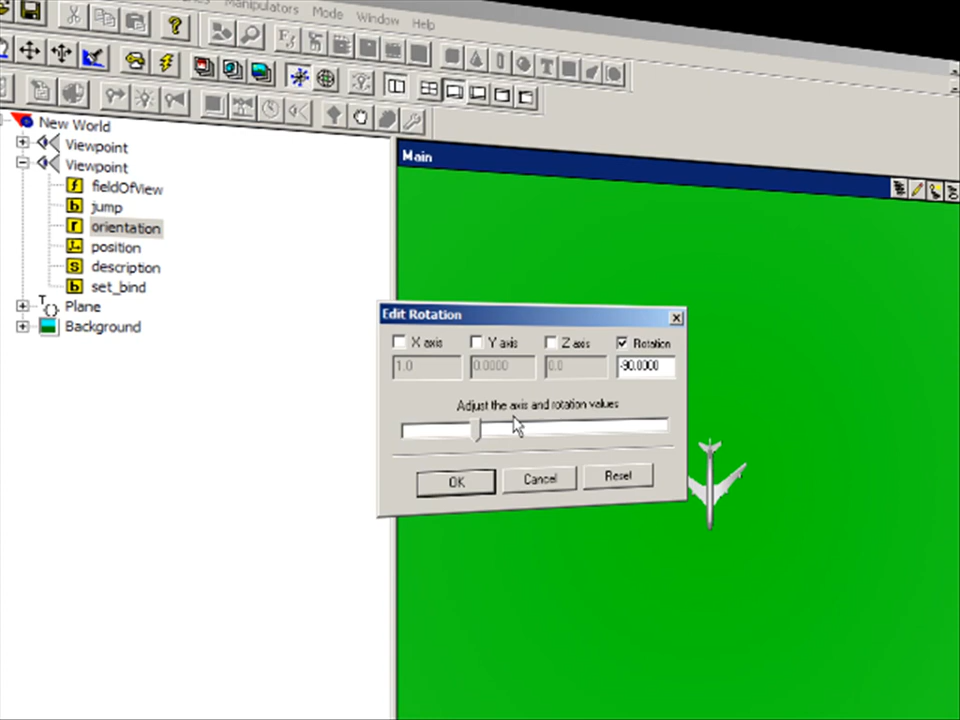 Manipulators Mode Window Help
New World
Viewpoint
Viewpoint
fieldOfView
jump
orientation
position
description
set_bind
Plane
Background
Main
Edit Rotation
X axis Y axis Z axis Rotation
1.0 0.0000 0.0 -90.0000
Adjust the axis and rotation values
OK Cancel Reset